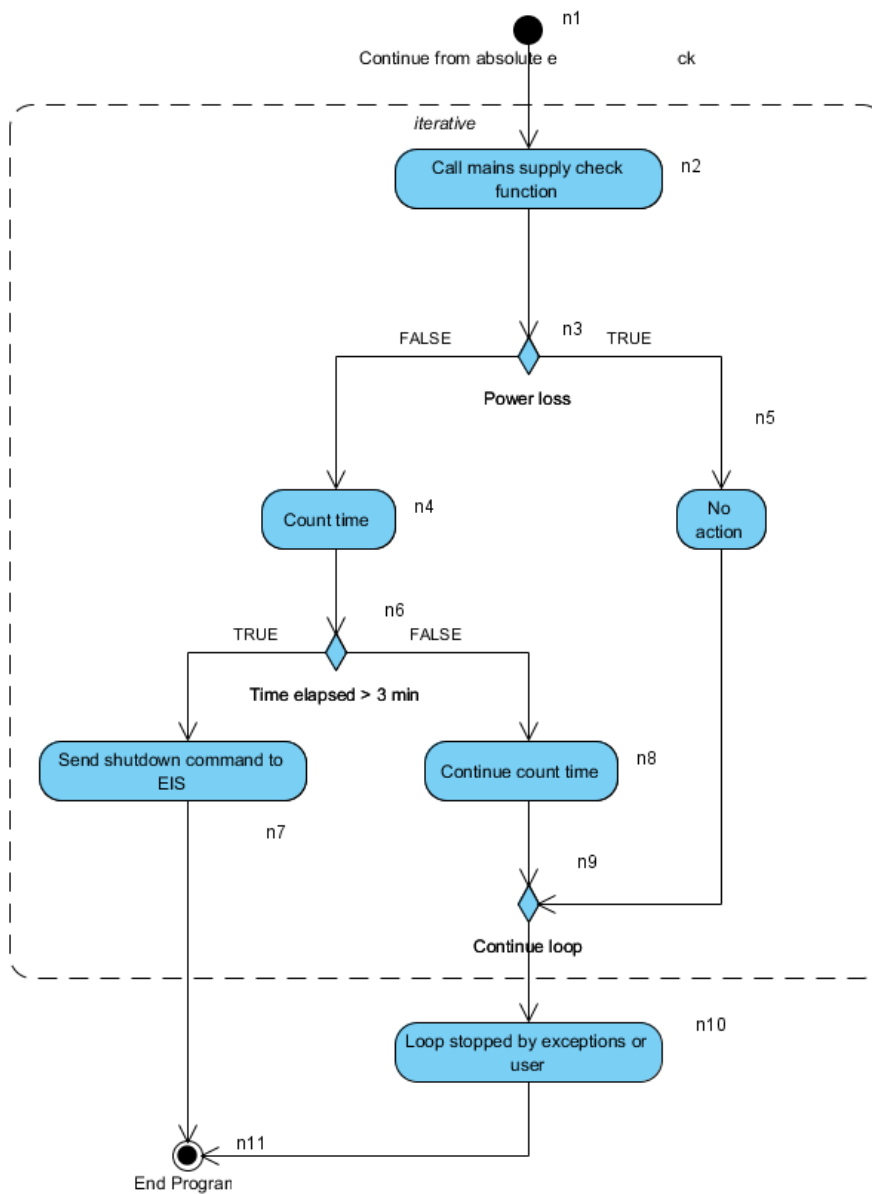 n1
Continue from absolute e ck
iterative
Call mains supply check
function
n2
n3
FALSE
TRUE
Power loss
n5
Count time
n4
No
action
n6
TRUE
FALSE
Time elapsed > 3 min
Send shutdown command to
EIS
Continue count time
n8
n7
n9
Continue loop
n10
Loop stopped by exceptions or
user
n11
End Progran